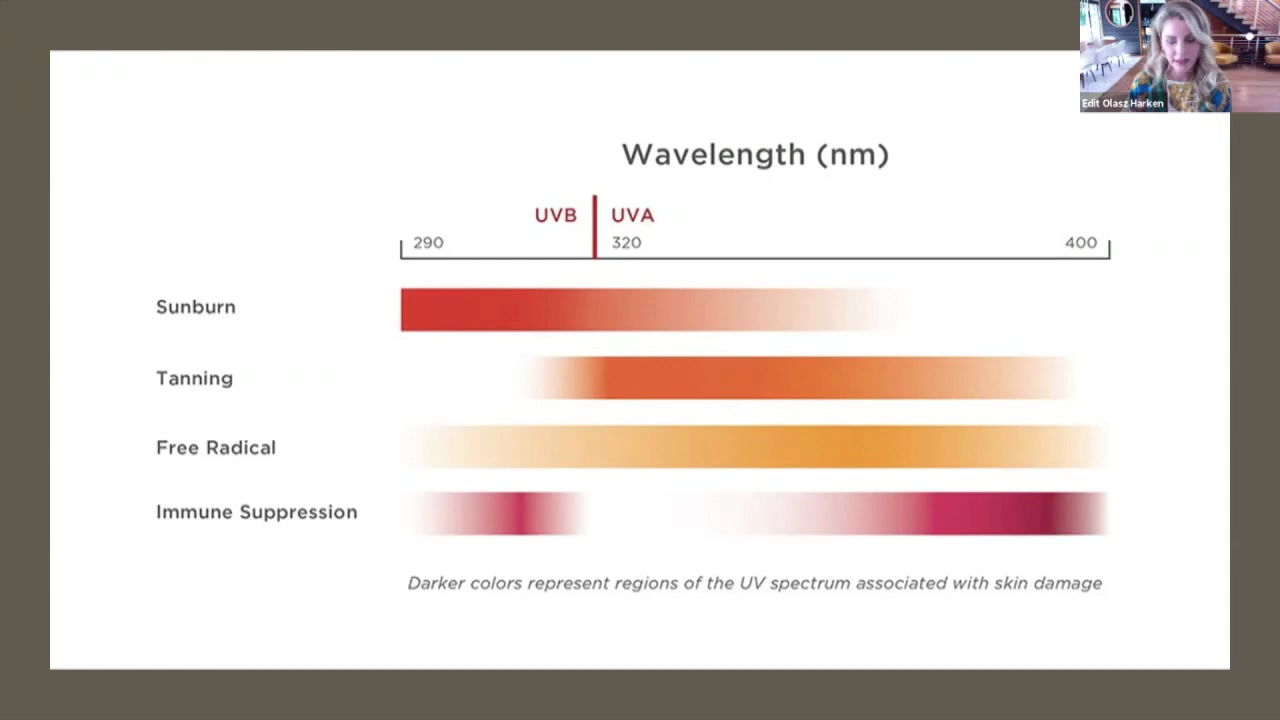 Edit Olasz Harken
Wavelength (nm)
UVB UVA
290 320 400
Sunburn
Tanning
Free Radical
Immune Suppression
Darker colors represent regions of the UV spectrum associated with skin damage